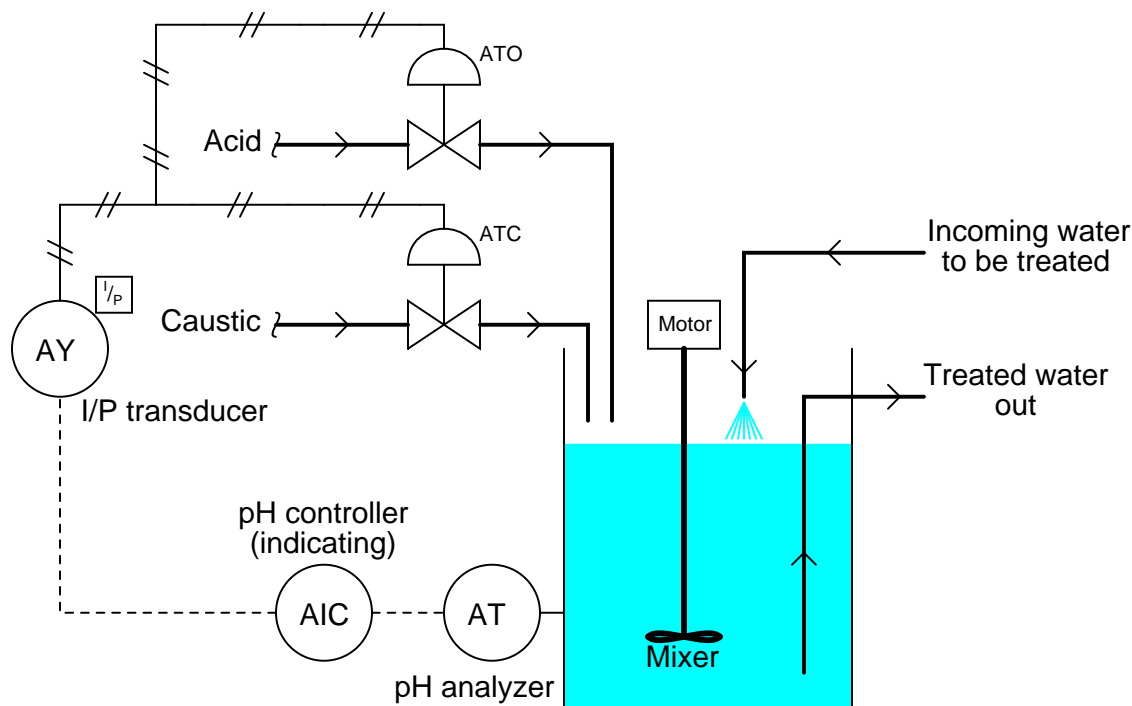 ATO
Acid
ATC
Incoming water
to be treated
I/P
Caustic
Motor
AY
Treated water
out
I/P transducer
pH controller
(indicating)
AIC
AT
Mixer
pH analyzer